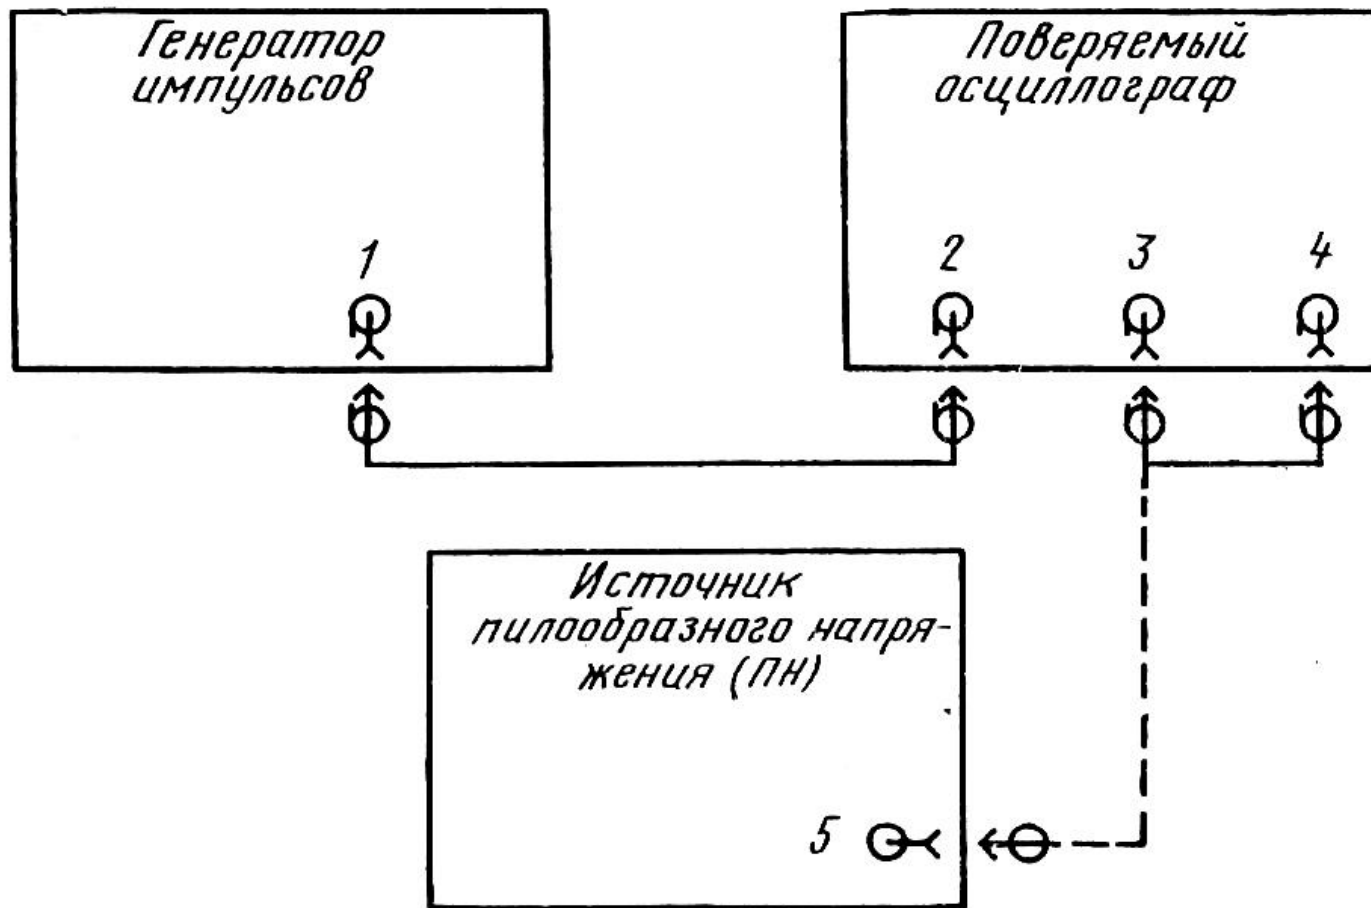 Генератор
импульсов
Поверяемый
осциллограф
1
2
3
4
Источник
пилообразного напря-
жения (ПН)
5